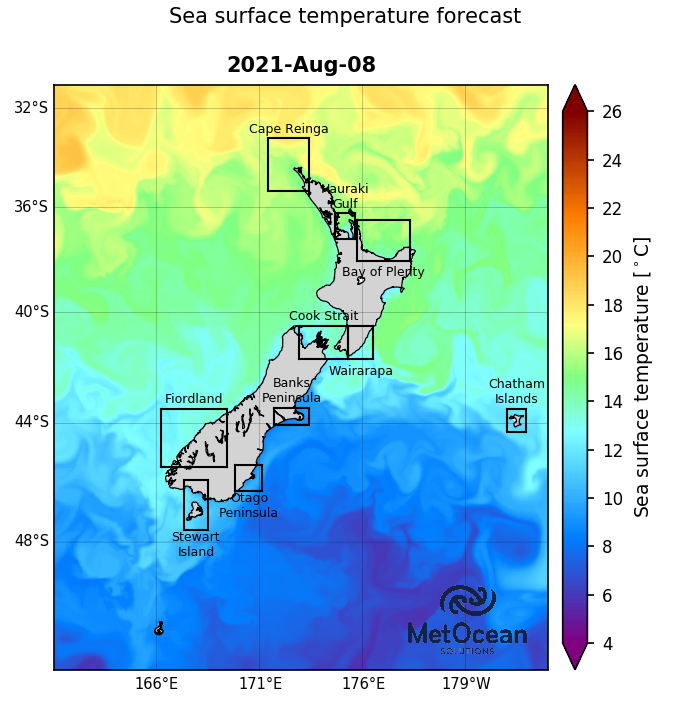 Sea surface temperature forecast
2021-Aug-08
32°S
36°S
40°S
44°S
48°S
166°E
171°E
176°E
179°W
Cape Reinga
Hauraki
Gulf
Bay of Plenty
Cook Strait
Wairarapa
Banks
Peninsula
Fiordland
Chatham
Islands
Otago
Peninsula
Stewart
Island
MetOcean
SOLUTIONS
26
24
22
20
18
16
14
12
10
8
6
4
Sea surface temperature [°C]